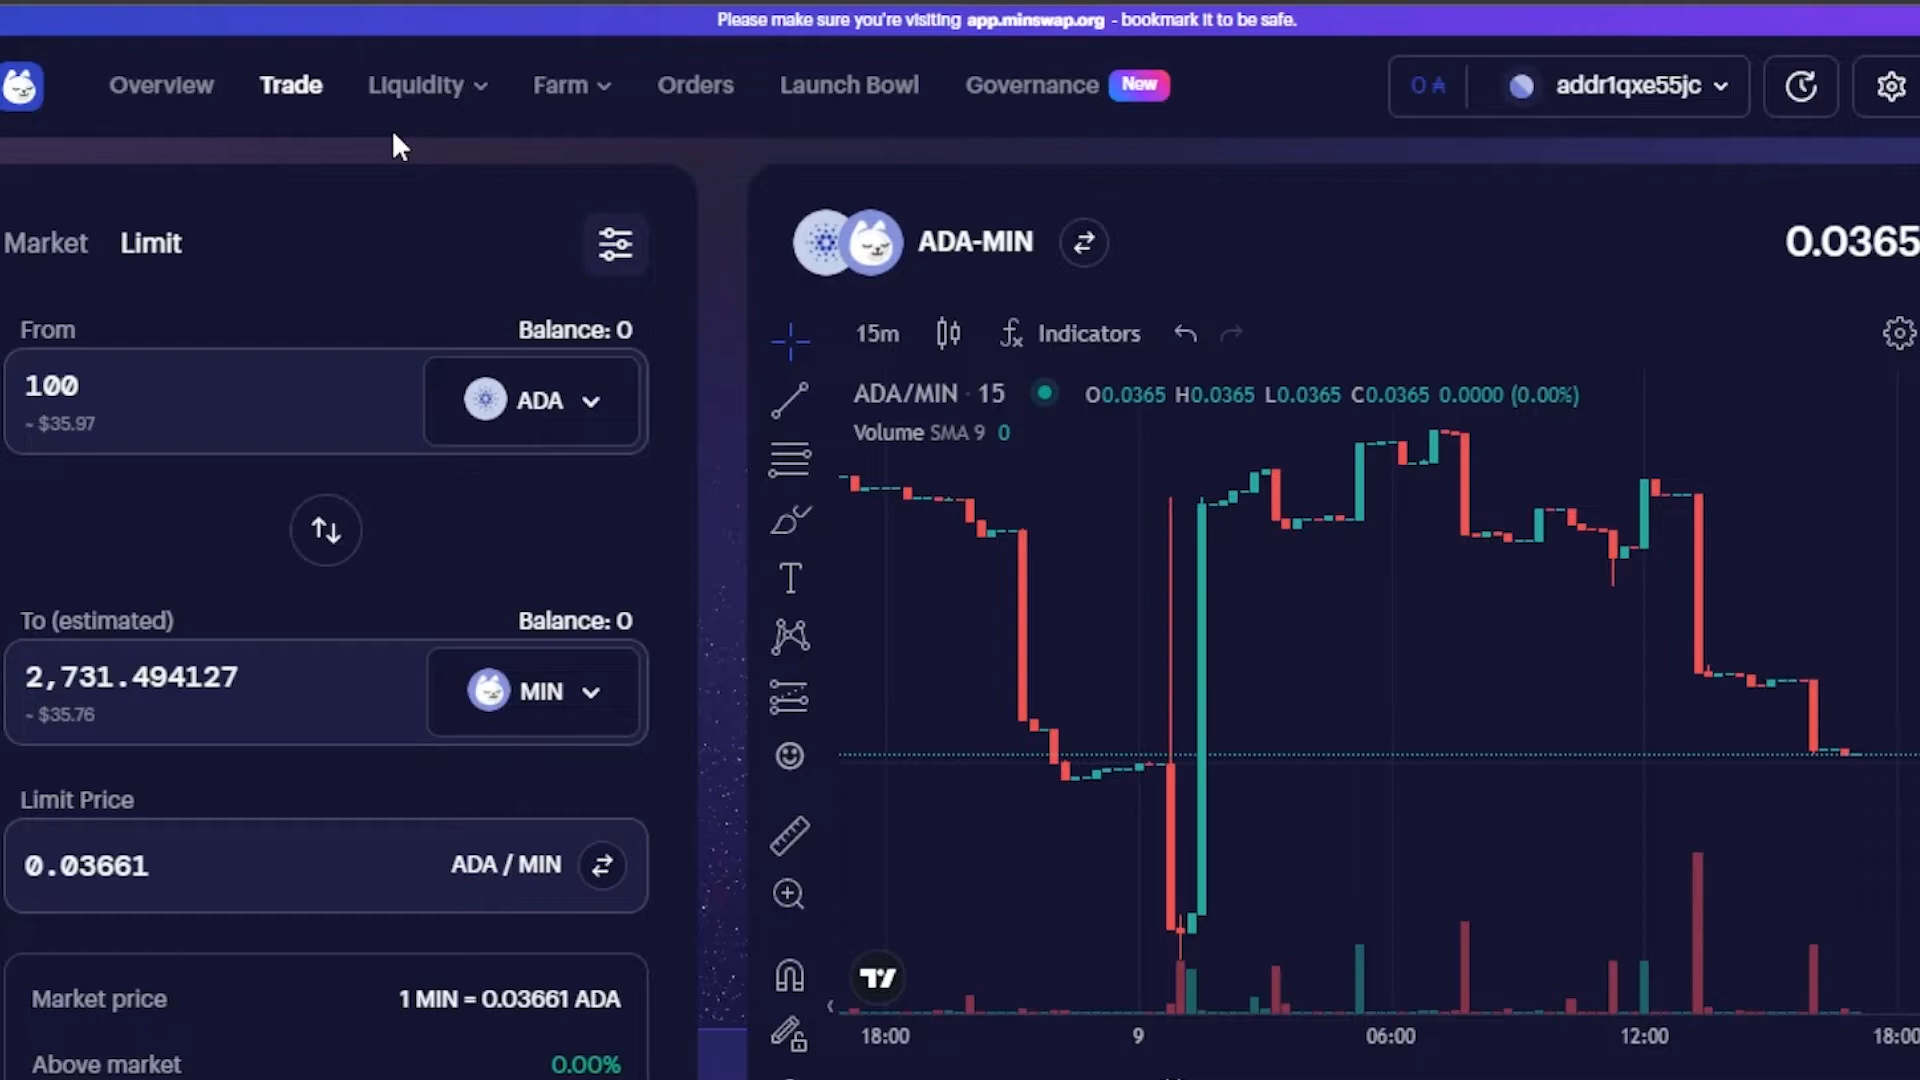 Please make sure you're visiting app.minswap.org - bookmark it to be safe.
Overview Trade Liquidity Farm Orders Launch Bowl Governance New 0 ₳ addr1qxe55jc
Market Limit
ADA-MIN 0.0365
From Balance: 0
100 ADA
~ $35.97
To (estimated) Balance: 0
2,731.494127 MIN
~ $35.76
Limit Price
0.03661 ADA / MIN
Market price 1 MIN = 0.03661 ADA
Above market 0.00%
15m Indicators
ADA/MIN · 15 O0.0365 H0.0365 L0.0365 C0.0365 0.0000 (0.00%)
Volume SMA 9 0
18:00 9 06:00 12:00 18:00